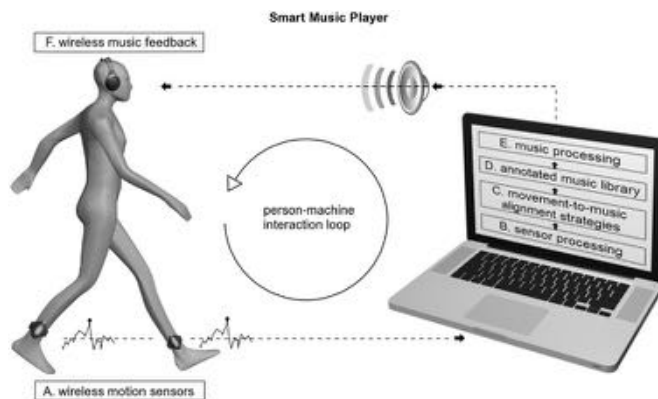 Smart Music Player
F. wireless music feedback
E. music processing
D. annotated music library
C. movement-to-music
alignment strategies
B. sensor processing
person-machine
interaction loop
A. wireless motion sensors